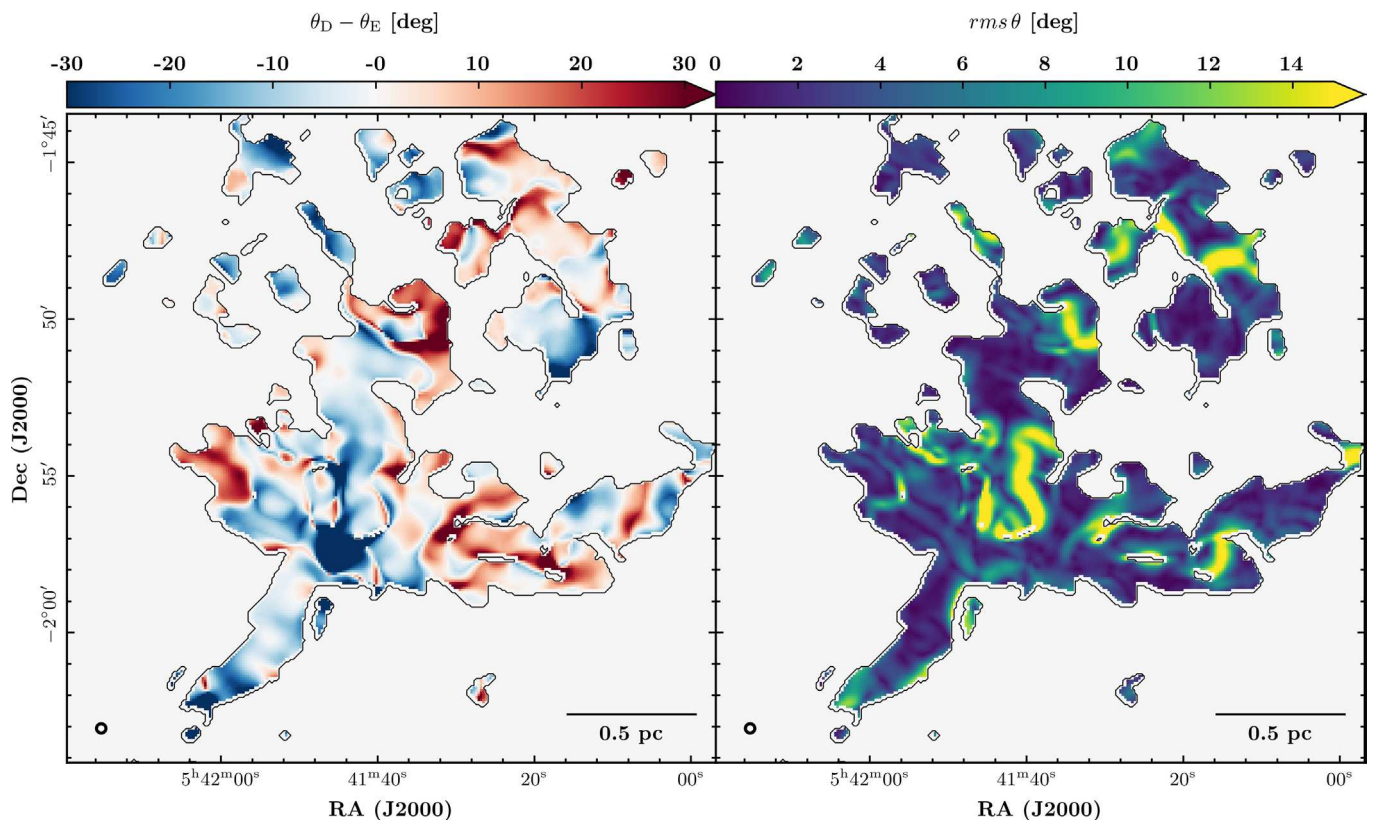 θ_D − θ_E [deg]
-30 -20 -10 -0 10 20 30
rms θ [deg]
0 2 4 6 8 10 12 14
−1°45′
50′
55
−2°00′
Dec (J2000)
0.5 pc
5ʰ42ᵐ00ˢ 41ᵐ40ˢ 20ˢ 00ˢ
RA (J2000)
0.5 pc
5ʰ42ᵐ00ˢ 41ᵐ40ˢ 20ˢ 00ˢ
RA (J2000)